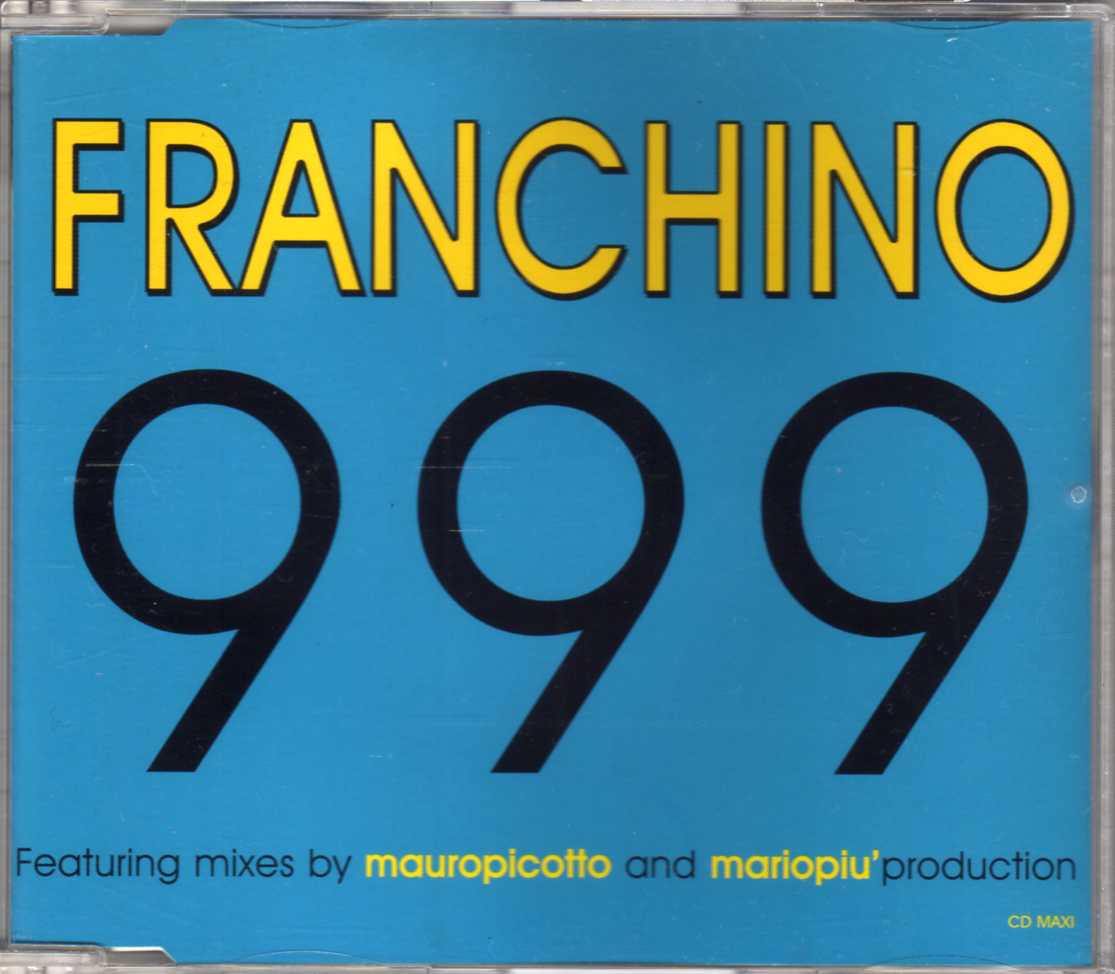 FRANCHINO
999
Featuring mixes by mauropicotto and mariopiu'production
CD MAXI